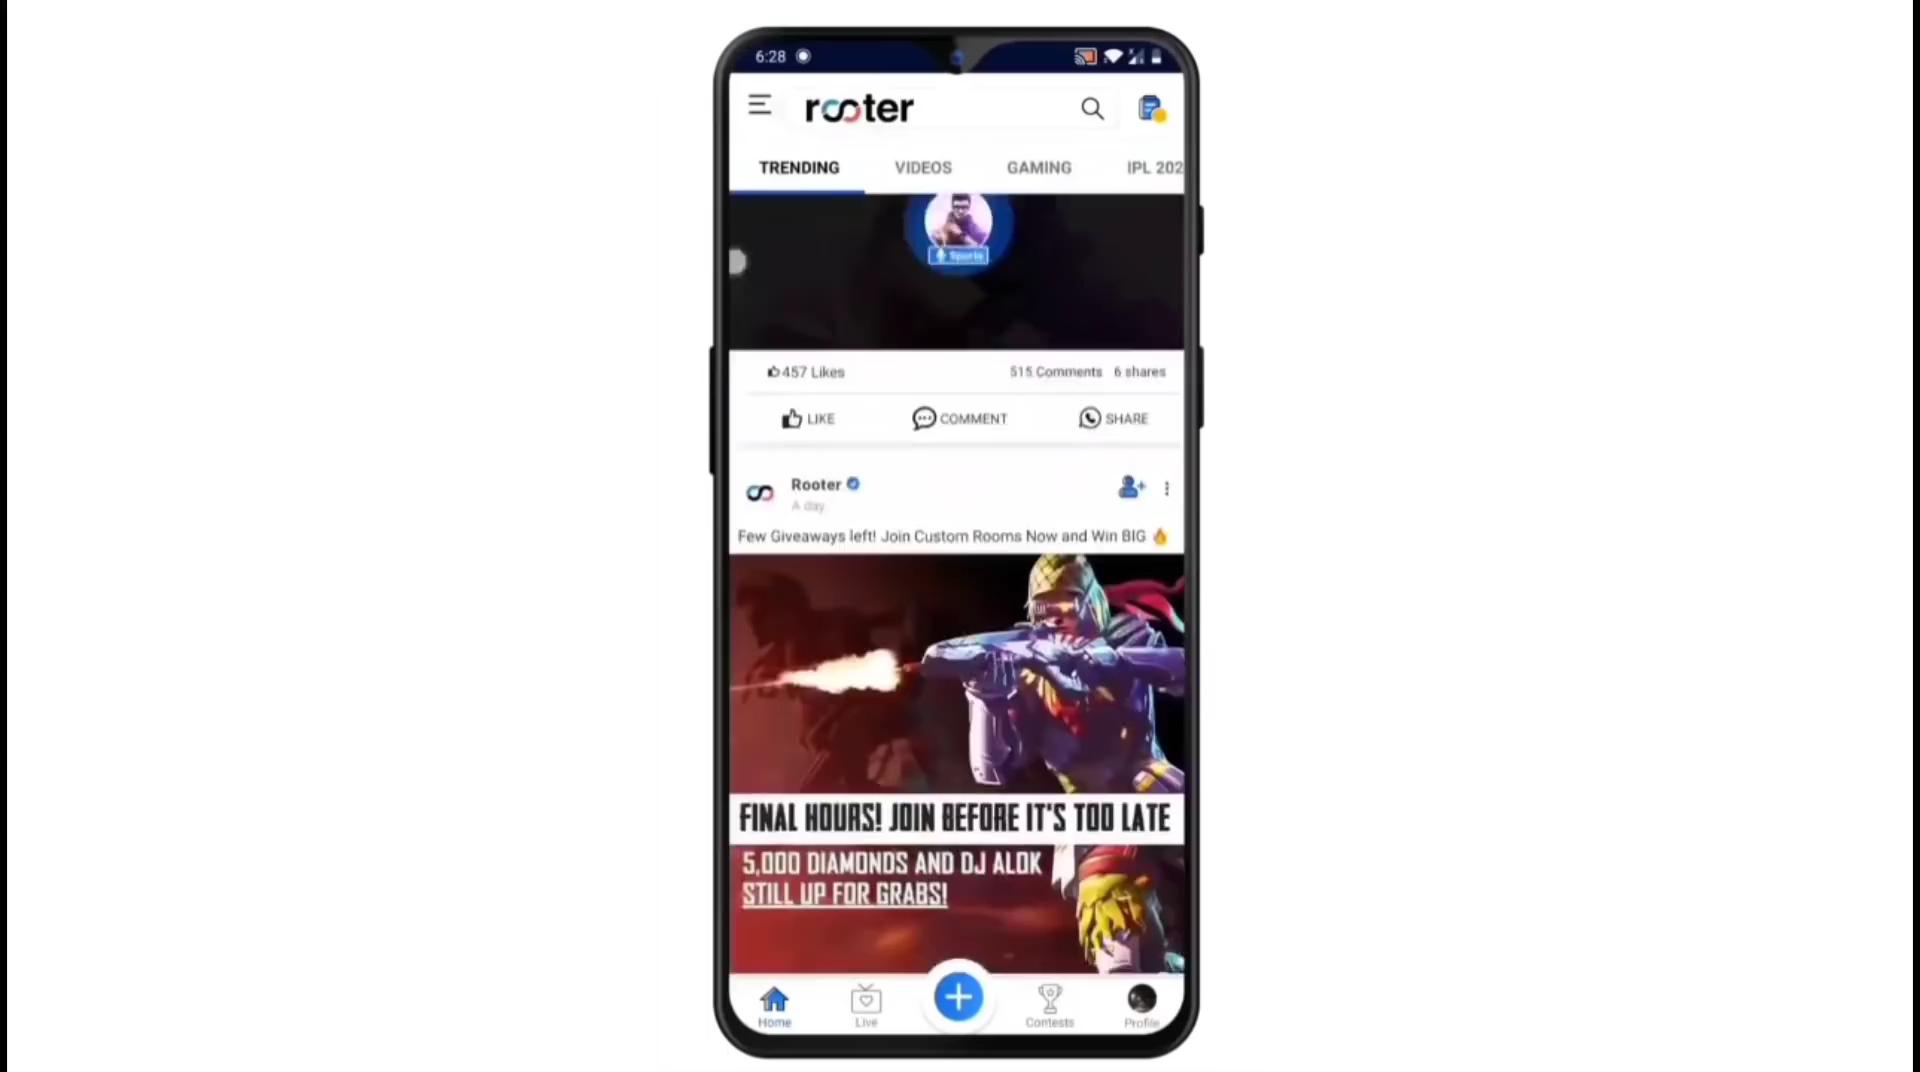 6:28
rooter
TRENDING VIDEOS GAMING IPL 202
Sports
457 Likes 515 Comments 6 shares
LIKE COMMENT SHARE
Rooter
A day
Few Giveaways left! Join Custom Rooms Now and Win BIG 🔥
FINAL HOURS! JOIN BEFORE IT'S TOO LATE
5,000 DIAMONDS AND DJ ALOK
STILL UP FOR GRABS!
Home Live Contests Profile